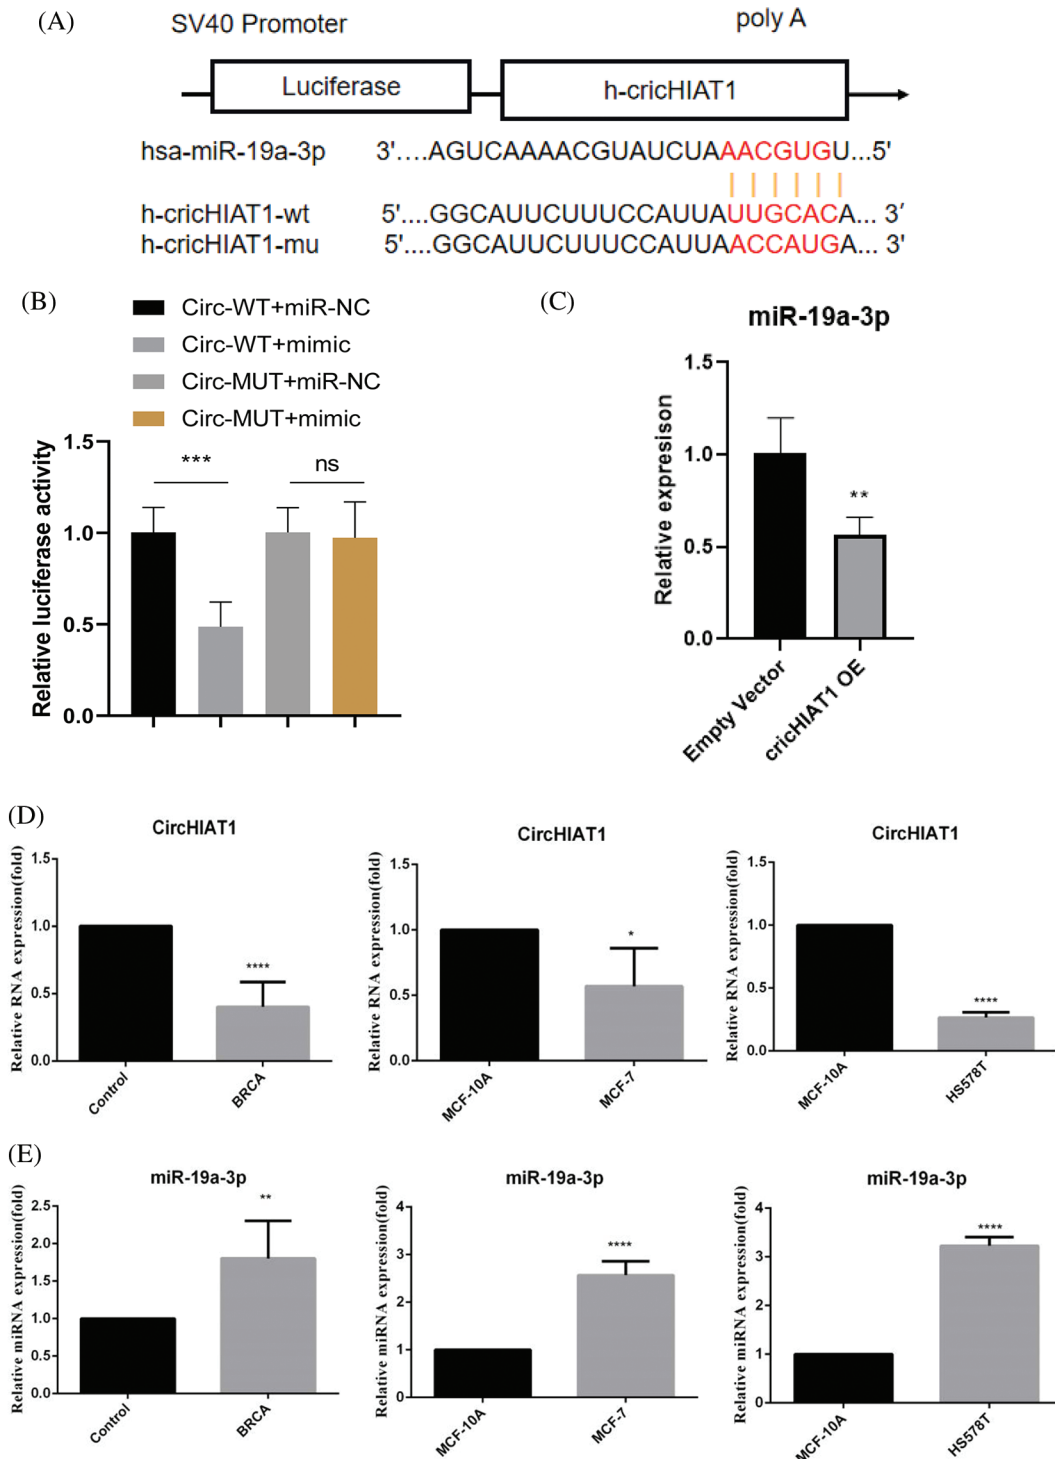 (A)
SV40 Promoter
poly A
Luciferase
h-cricHIAT1
hsa-miR-19a-3p 3'....AGUCAAAACGUAUCUAAACGUGU...5'
h-cricHIAT1-wt 5'....GGCAUUCUUUCCAUUAUUGCACA... 3'
h-cricHIAT1-mu 5'....GGCAUUCUUUCCAUUAACCAUGA... 3'
(B)
Circ-WT+miR-NC
Circ-WT+mimic
Circ-MUT+miR-NC
Circ-MUT+mimic
Relative luciferase activity
1.5
1.0
0.5
0.0
***
ns
(C)
miR-19a-3p
Relative expresison
1.5
1.0
0.5
0.0
**
Empty Vector
cricHIAT1 OE
(D)
CircHIAT1
Relative RNA expression(fold)
1.5
1.0
0.5
0.0
****
Control
BRCA
CircHIAT1
Relative RNA expression(fold)
1.5
1.0
0.5
0.0
*
MCF-10A
MCF-7
CircHIAT1
Relative RNA expression(fold)
1.5
1.0
0.5
0.0
****
MCF-10A
HS578T
(E)
miR-19a-3p
Relative miRNA expression(fold)
2.5
2.0
1.5
1.0
0.5
0.0
**
Control
BRCA
miR-19a-3p
Relative miRNA expression(fold)
4
3
2
1
0
****
MCF-10A
MCF-7
miR-19a-3p
Relative miRNA expression(fold)
4
3
2
1
0
****
MCF-10A
HS578T